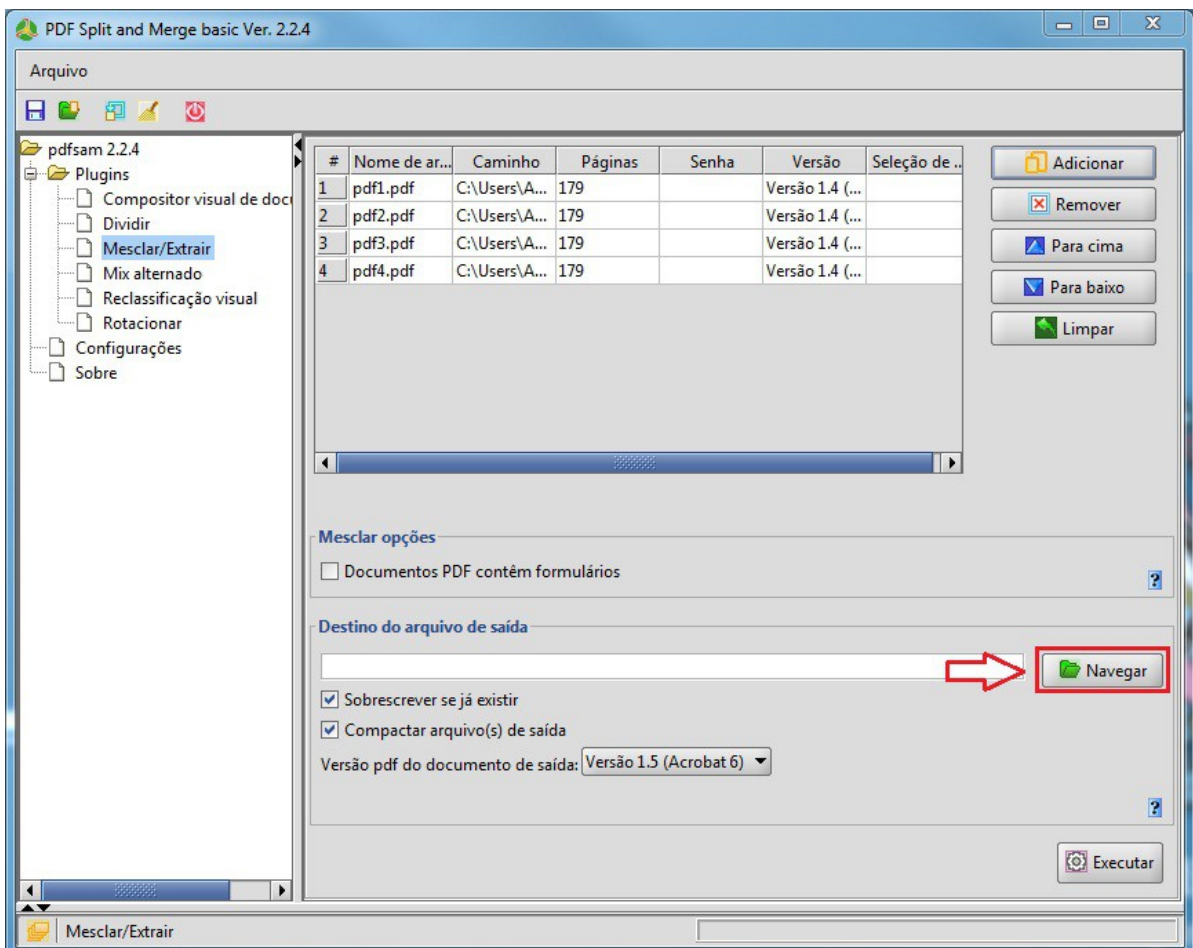 PDF Split and Merge basic Ver. 2.2.4
Arquivo
pdfsam 2.2.4
Plugins
Compositor visual de docu
Dividir
Mesclar/Extrair
Mix alternado
Reclassificação visual
Rotacionar
Configurações
Sobre
# Nome de ar... Caminho Páginas Senha Versão Seleção de ..
1 pdf1.pdf C:\Users\A... 179 Versão 1.4 (...
2 pdf2.pdf C:\Users\A... 179 Versão 1.4 (...
3 pdf3.pdf C:\Users\A... 179 Versão 1.4 (...
4 pdf4.pdf C:\Users\A... 179 Versão 1.4 (...
Adicionar
Remover
Para cima
Para baixo
Limpar
Mesclar opções
Documentos PDF contêm formulários
?
Destino do arquivo de saída
Navegar
Sobrescrever se já existir
Compactar arquivo(s) de saída
Versão pdf do documento de saída: Versão 1.5 (Acrobat 6)
?
Executar
Mesclar/Extrair